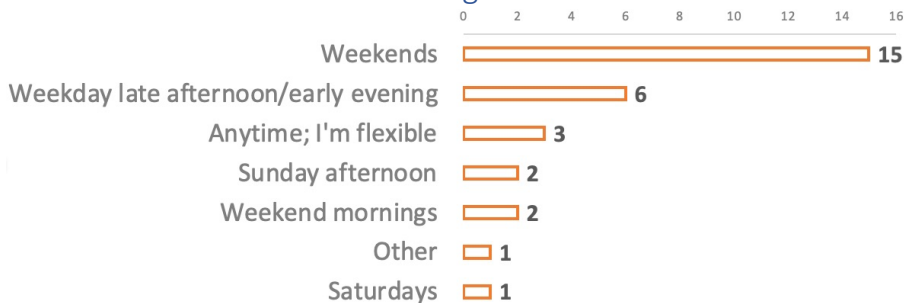 0 2 4 6 8 10 12 14 16
Weekends 15
Weekday late afternoon/early evening 6
Anytime; I'm flexible 3
Sunday afternoon 2
Weekend mornings 2
Other 1
Saturdays 1